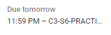 Due tomorrow
11:59 PM – C3-S6-PRACTI...